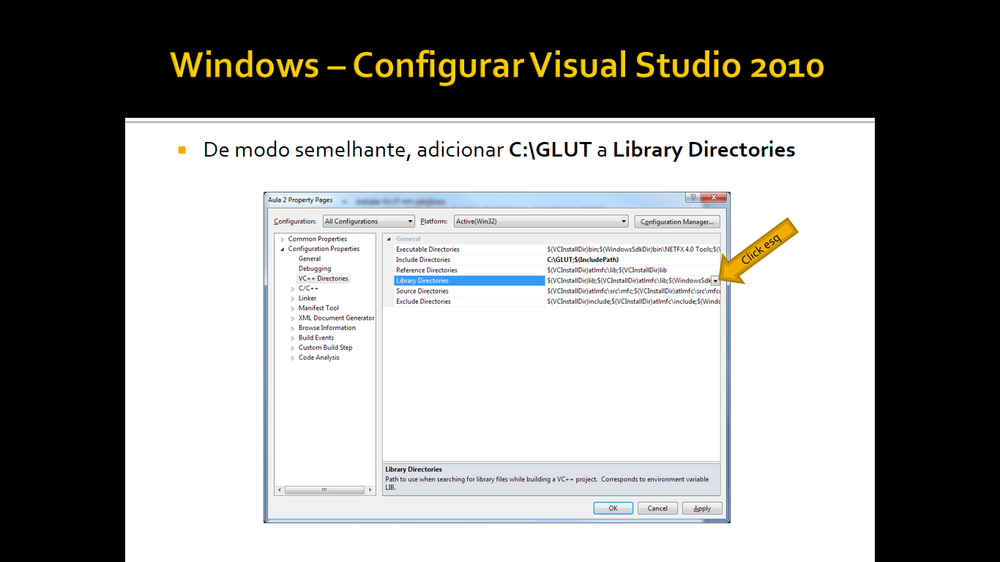 Windows – Configurar Visual Studio 2010
De modo semelhante, adicionar C:\GLUT a Library Directories
Aula 2 Property Pages
Configuration: All Configurations Platform: Active(Win32) Configuration Manager...
Common Properties
Configuration Properties
General
Debugging
VC++ Directories
C/C++
Linker
Manifest Tool
XML Document Generator
Browse Information
Build Events
Custom Build Step
Code Analysis
General
Executable Directories $(VCInstallDir)bin;$(WindowsSdkDir)bin\NETFX 4.0 Tools;$(
Include Directories C:\GLUT;$(IncludePath)
Reference Directories $(VCInstallDir)atlmfc\lib;$(VCInstallDir)lib
Library Directories $(VCInstallDir)lib;$(VCInstallDir)atlmfc\lib;$(WindowsSdk
Source Directories $(VCInstallDir)atlmfc\src\mfc;$(VCInstallDir)atlmfc\src\mfc
Exclude Directories $(VCInstallDir)include;$(VCInstallDir)atlmfc\include;$(Wind
Click esq
Library Directories
Path to use when searching for library files while building a VC++ project. Corresponds to environment variable
LIB.
OK Cancel Apply